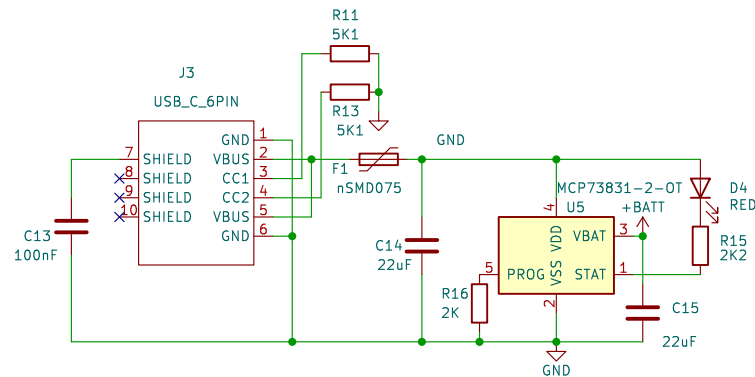 R11
5K1
J3
USB_C_6PIN
R13
5K1
GND 1
VBUS 2
CC1 3
CC2 4
VBUS 5
GND 6
7 SHIELD
8 SHIELD
9 SHIELD
10 SHIELD
C13
100nF
F1
nSMD075
GND
C14
22uF
MCP73831-2-OT
U5
+BATT
4
VDD
VBAT 3
5 PROG
STAT 1
VSS
2
R16
2K
D4
RED
R15
2K2
C15
22uF
GND